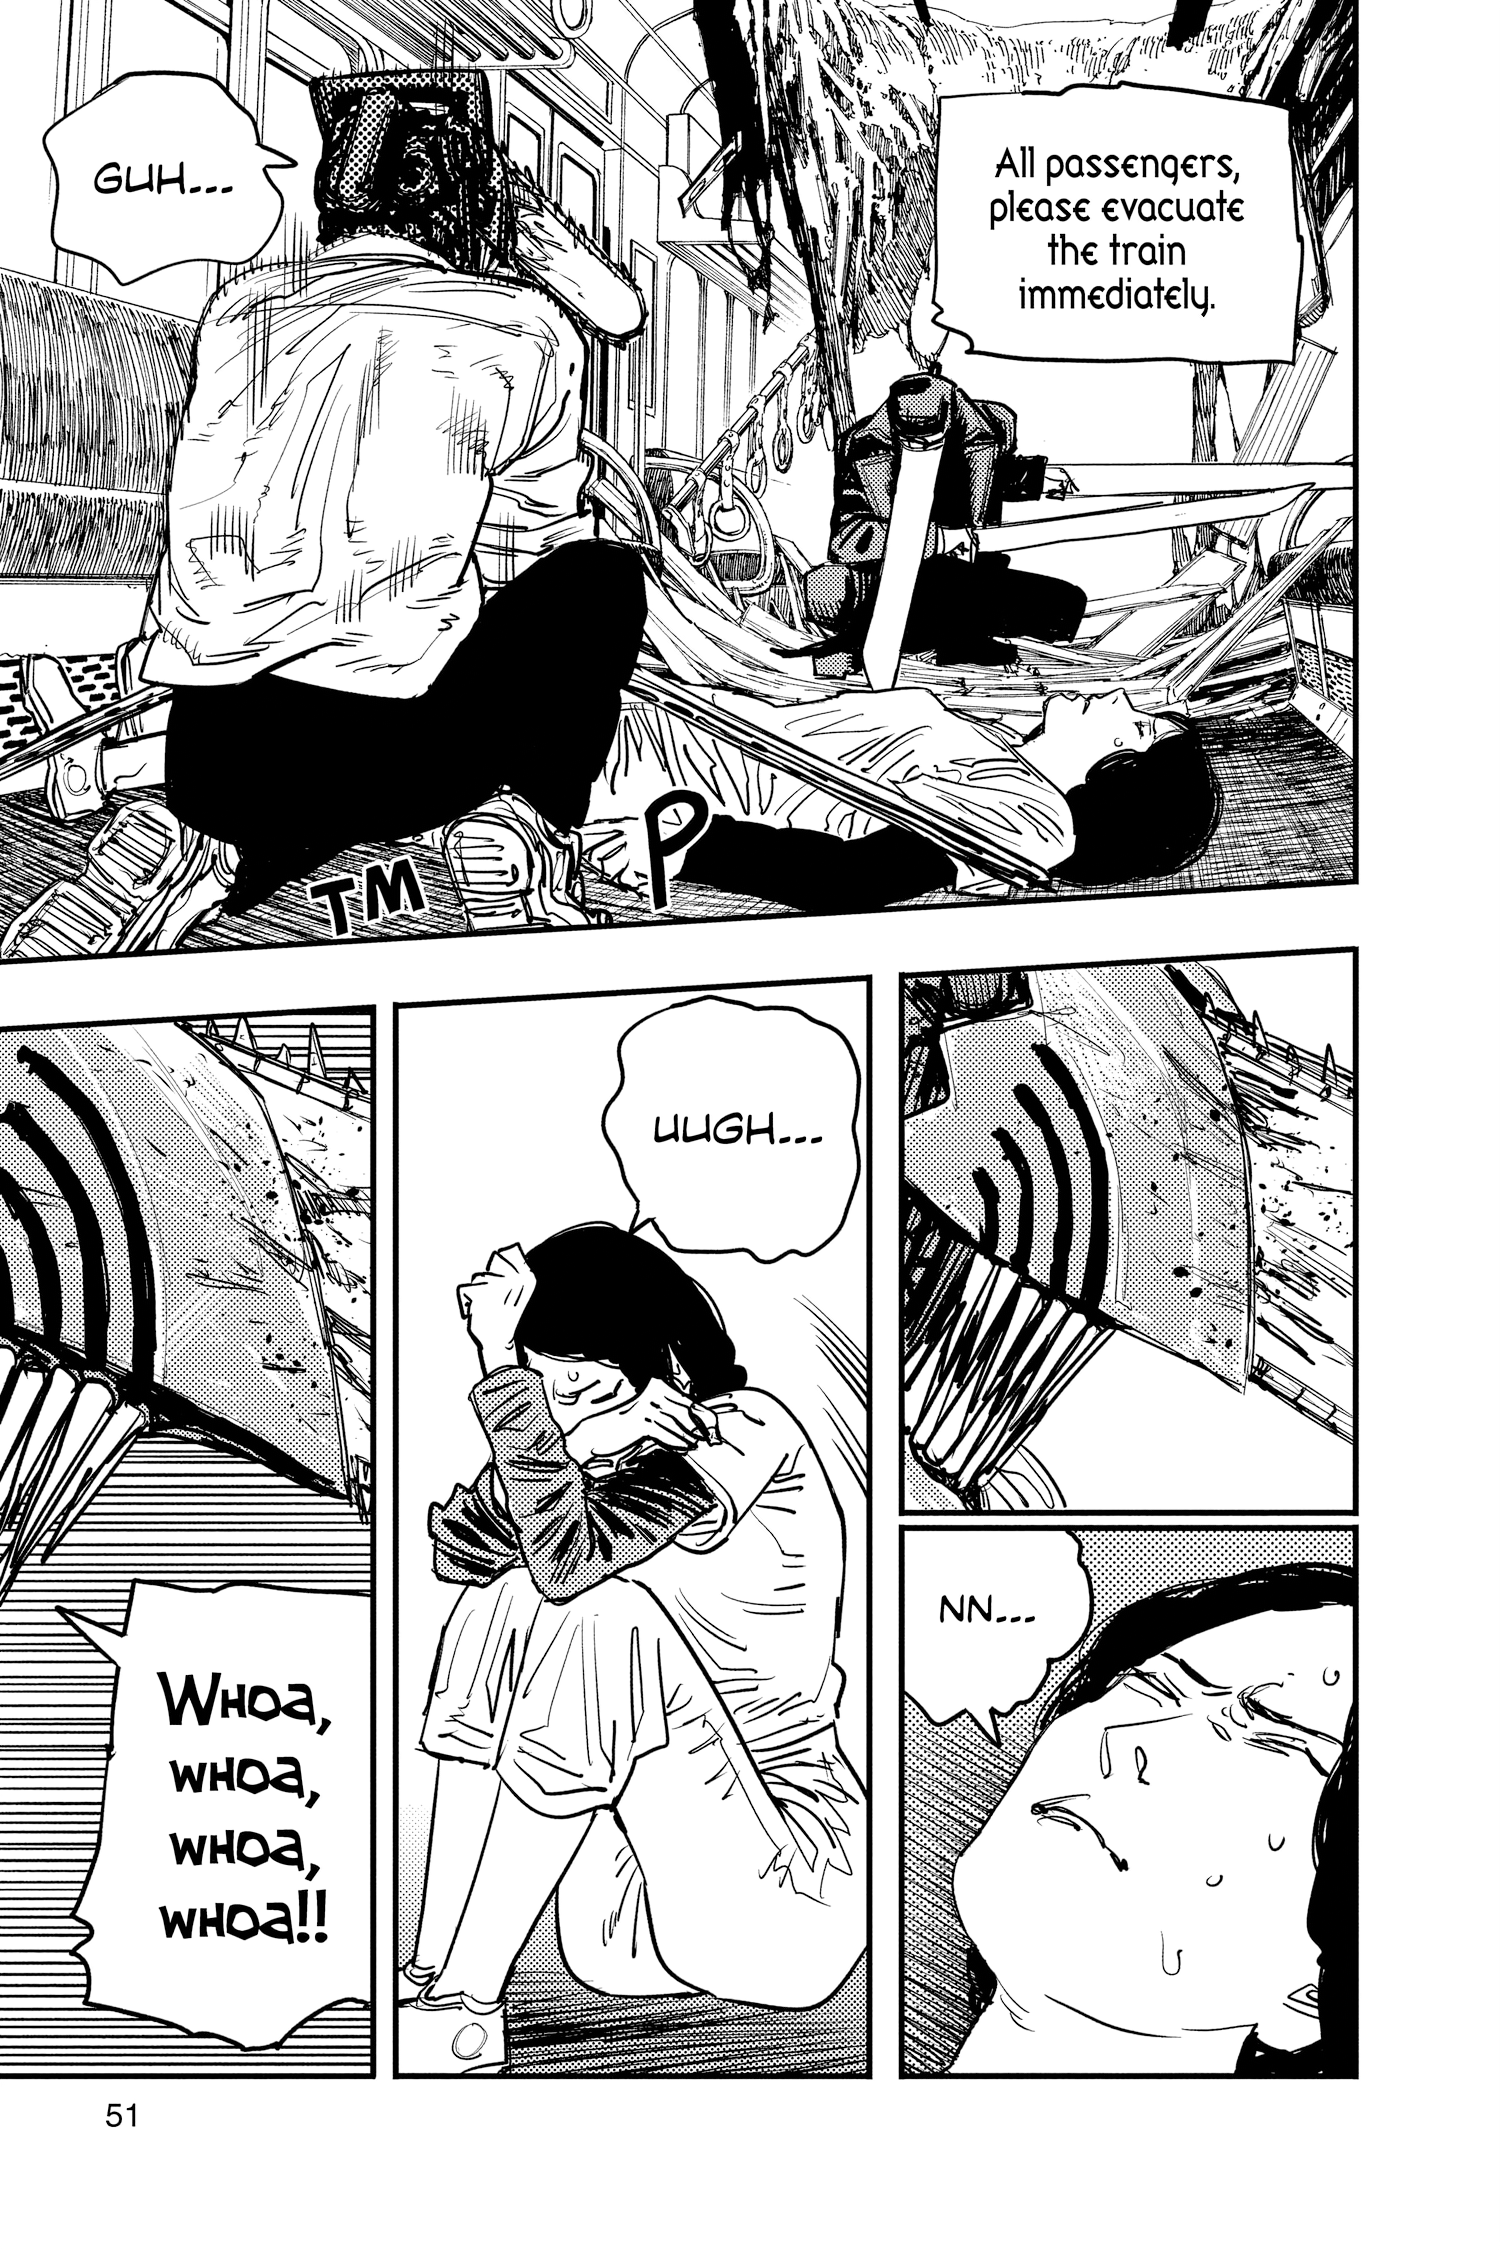 All passengers,
please evacuate
the train
immediately.
GUH...
TMP
NN...
UUGH...
WHOA,
WHOA,
WHOA,
WHOA!!
51